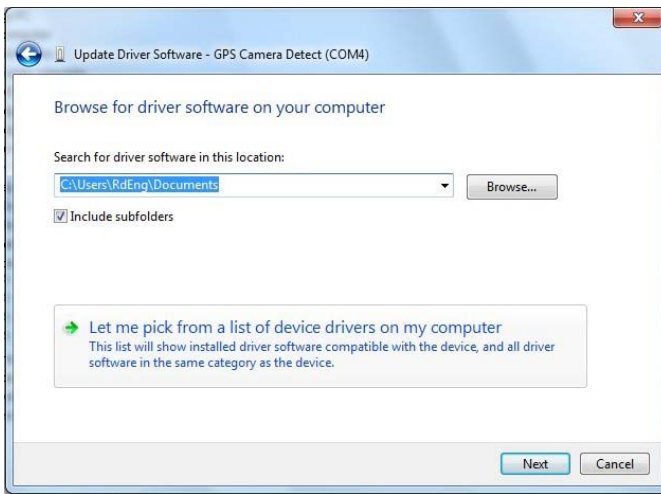 Update Driver Software - GPS Camera Detect (COM4)
Browse for driver software on your computer
Search for driver software in this location:
C:\Users\RdEng\Documents
Browse...
Include subfolders
Let me pick from a list of device drivers on my computer
This list will show installed driver software compatible with the device, and all driver
software in the same category as the device.
Next
Cancel